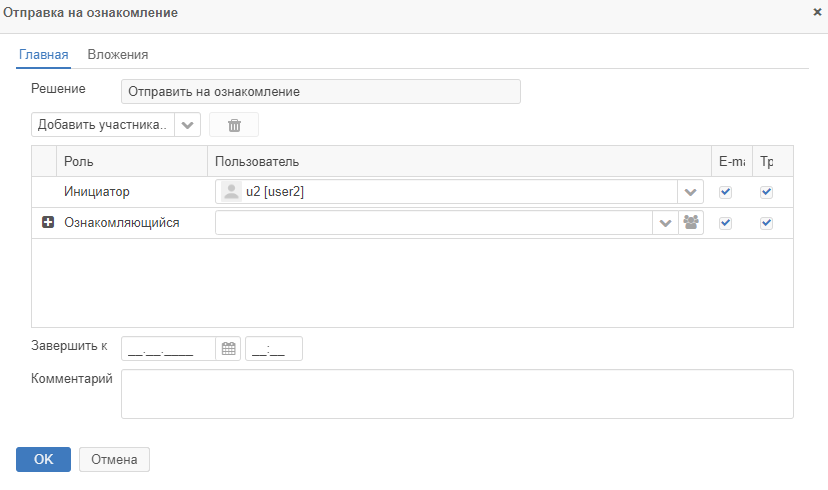 Отправка на ознакомление
Главная Вложения
Решение Отправить на ознакомление
Добавить участника..
Роль Пользователь E-ma Тр
Инициатор u2 [user2]
Ознакомляющийся
Завершить к __.__.____ __:__
Комментарий
OK Отмена